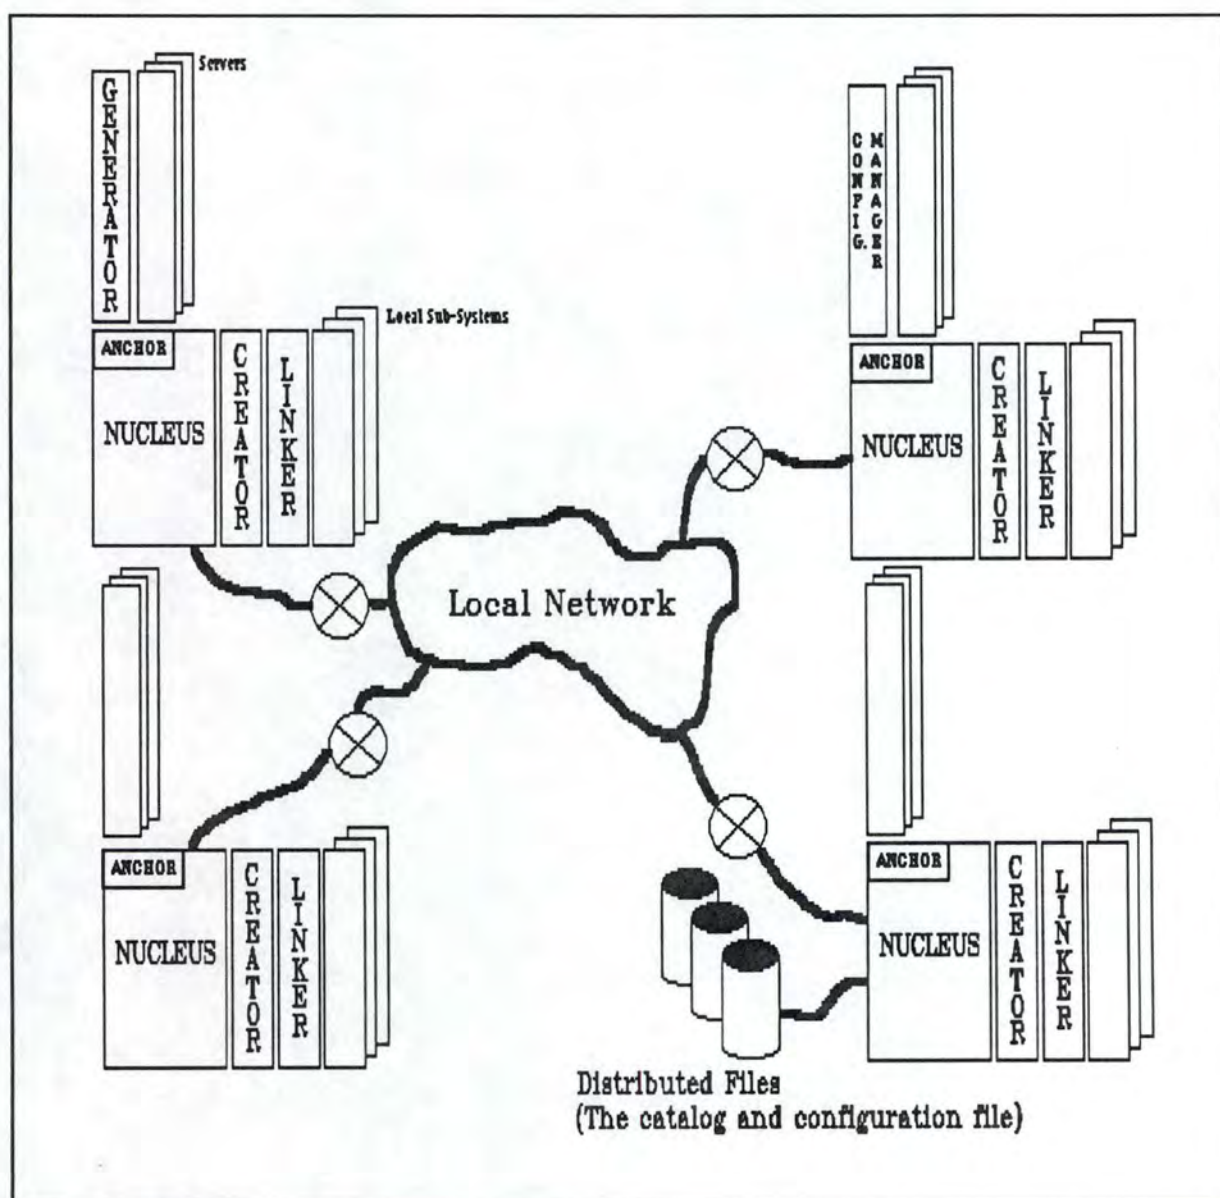 Servers
GENERATOR
CONFIG.
MANAGER
Local Sub-Systems
ANCHOR
NUCLEUS
CREATOR
LINKER
ANCHOR
NUCLEUS
CREATOR
LINKER
Local Network
ANCHOR
NUCLEUS
CREATOR
LINKER
ANCHOR
NUCLEUS
CREATOR
LINKER
Distributed Files
(The catalog and configuration file)